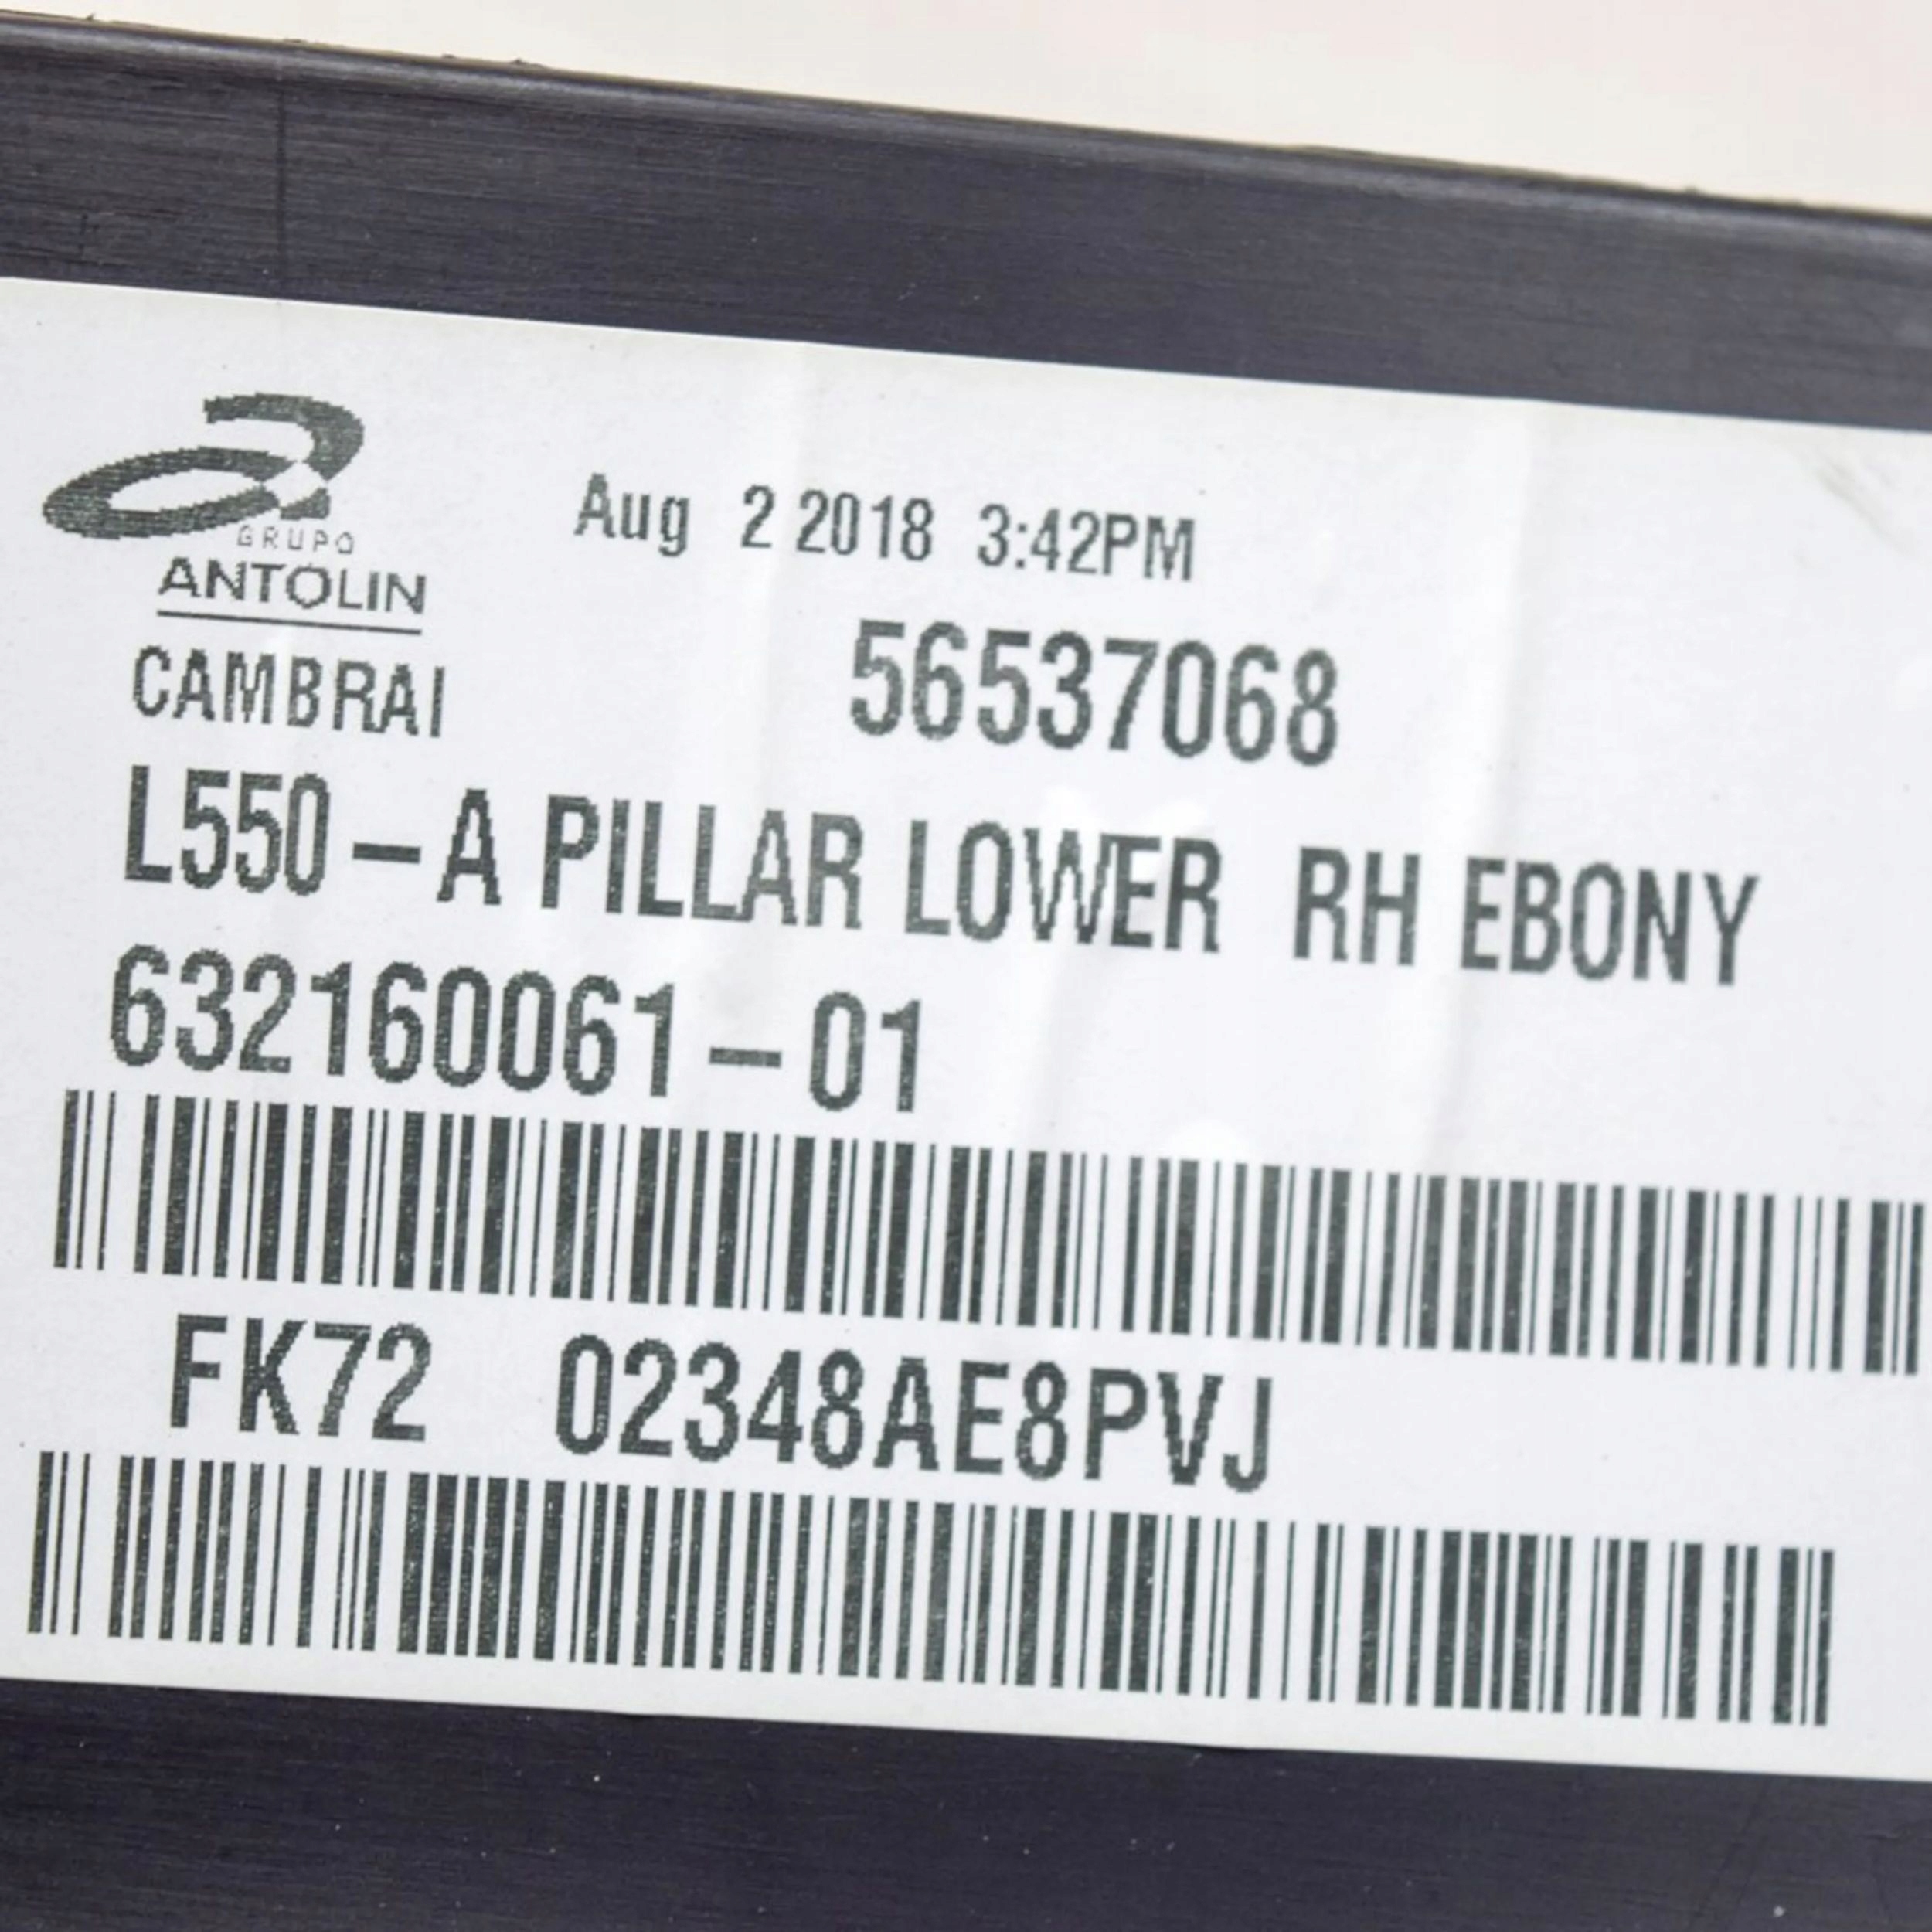 GRUPO
ANTOLIN
Aug 2 2018 3:42PM
CAMBRAI
56537068
L550-A PILLAR LOWER RH EBONY
632160061-01
FK72 02348AE8PVJ